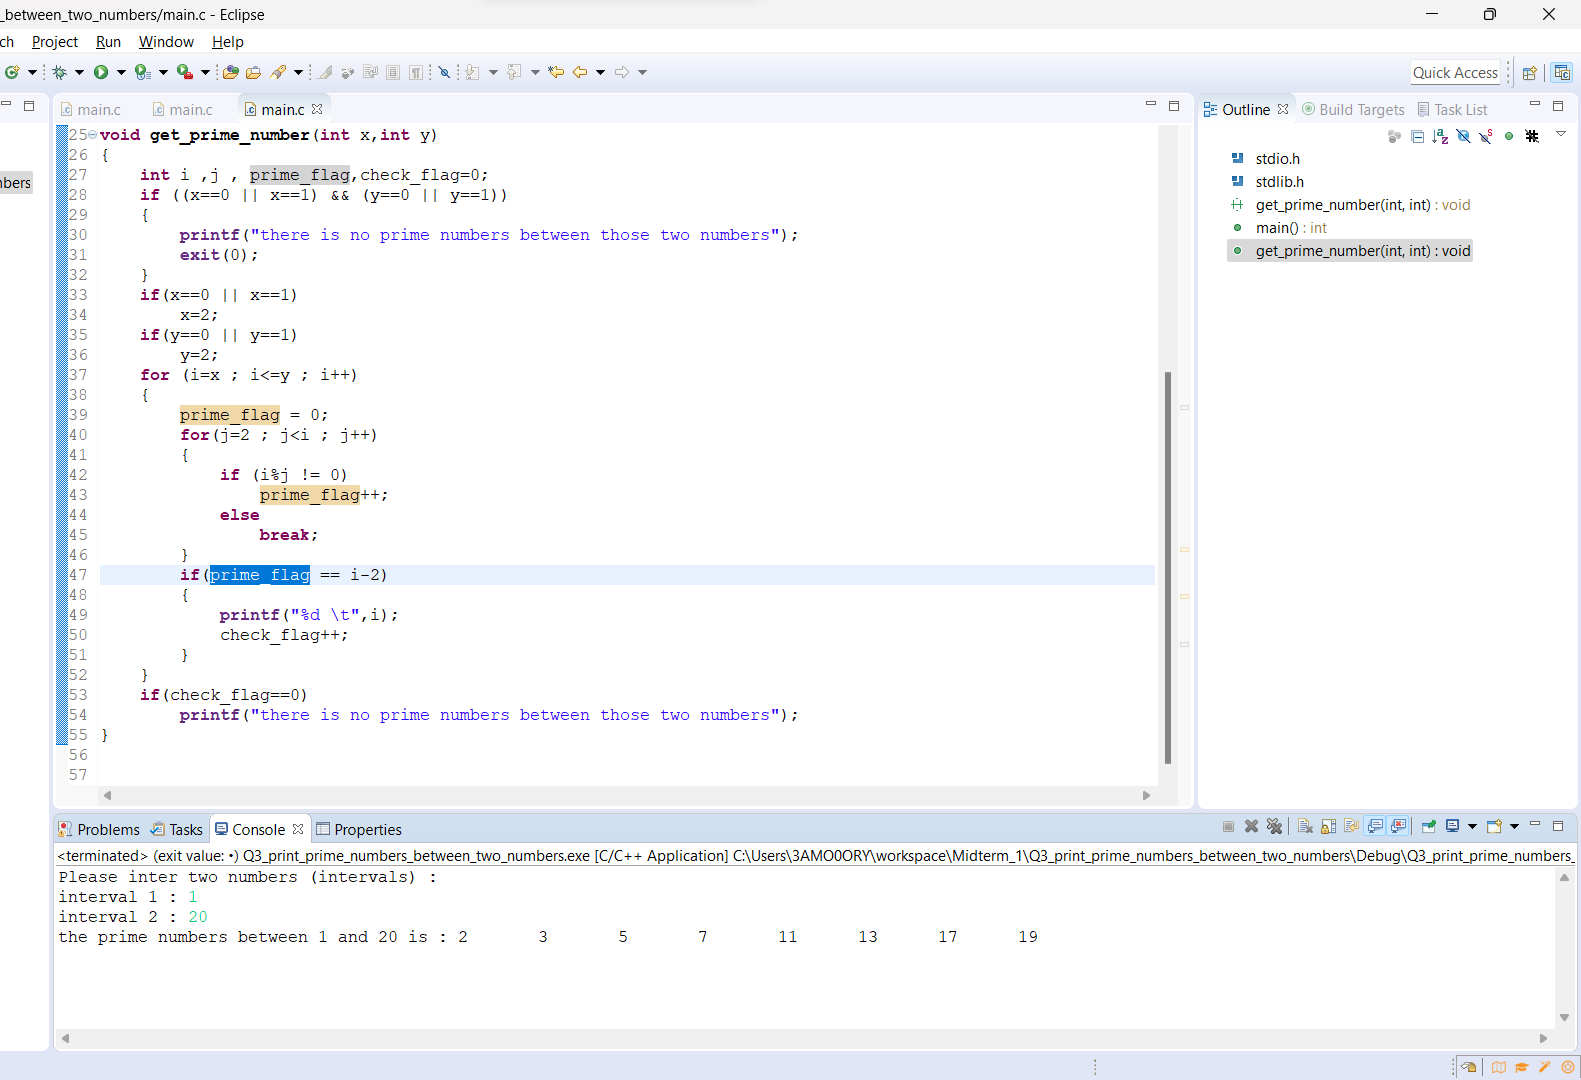 _between_two_numbers/main.c - Eclipse
ch Project Run Window Help
Quick Access
main.c main.c main.c
Outline Build Targets Task List
nbers
25 void get_prime_number(int x,int y)
26 {
27 int i ,j , prime_flag,check_flag=0;
28 if ((x==0 || x==1) && (y==0 || y==1))
29 {
30 printf("there is no prime numbers between those two numbers");
31 exit(0);
32 }
33 if(x==0 || x==1)
34 x=2;
35 if(y==0 || y==1)
36 y=2;
37 for (i=x ; i<=y ; i++)
38 {
39 prime_flag = 0;
40 for(j=2 ; j<i ; j++)
41 {
42 if (i%j != 0)
43 prime_flag++;
44 else
45 break;
46 }
47 if(prime_flag == i-2)
48 {
49 printf("%d \t",i);
50 check_flag++;
51 }
52 }
53 if(check_flag==0)
54 printf("there is no prime numbers between those two numbers");
55 }
56
57
stdio.h
stdlib.h
get_prime_number(int, int) : void
main() : int
get_prime_number(int, int) : void
Problems Tasks Console Properties
<terminated> (exit value: •) Q3_print_prime_numbers_between_two_numbers.exe [C/C++ Application] C:\Users\3AMO0ORY\workspace\Midterm_1\Q3_print_prime_numbers_between_two_numbers\Debug\Q3_print_prime_numbers_
Please inter two numbers (intervals) :
interval 1 : 1
interval 2 : 20
the prime numbers between 1 and 20 is : 2 3 5 7 11 13 17 19